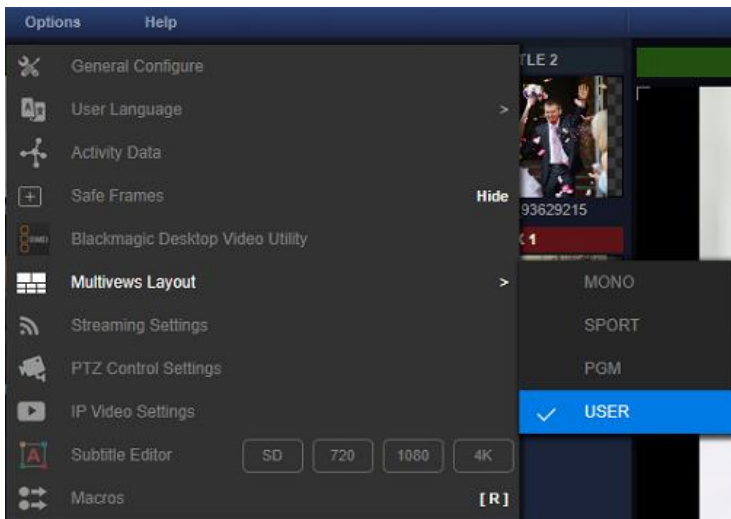 Options Help
General Configure
TLE 2
User Language >
Activity Data
Safe Frames Hide
93629215
Blackmagic Desktop Video Utility
1
Multivews Layout >
MONO
Streaming Settings
SPORT
PTZ Control Settings
PGM
IP Video Settings
USER
Subtitle Editor SD 720 1080 4K
Macros [ R ]